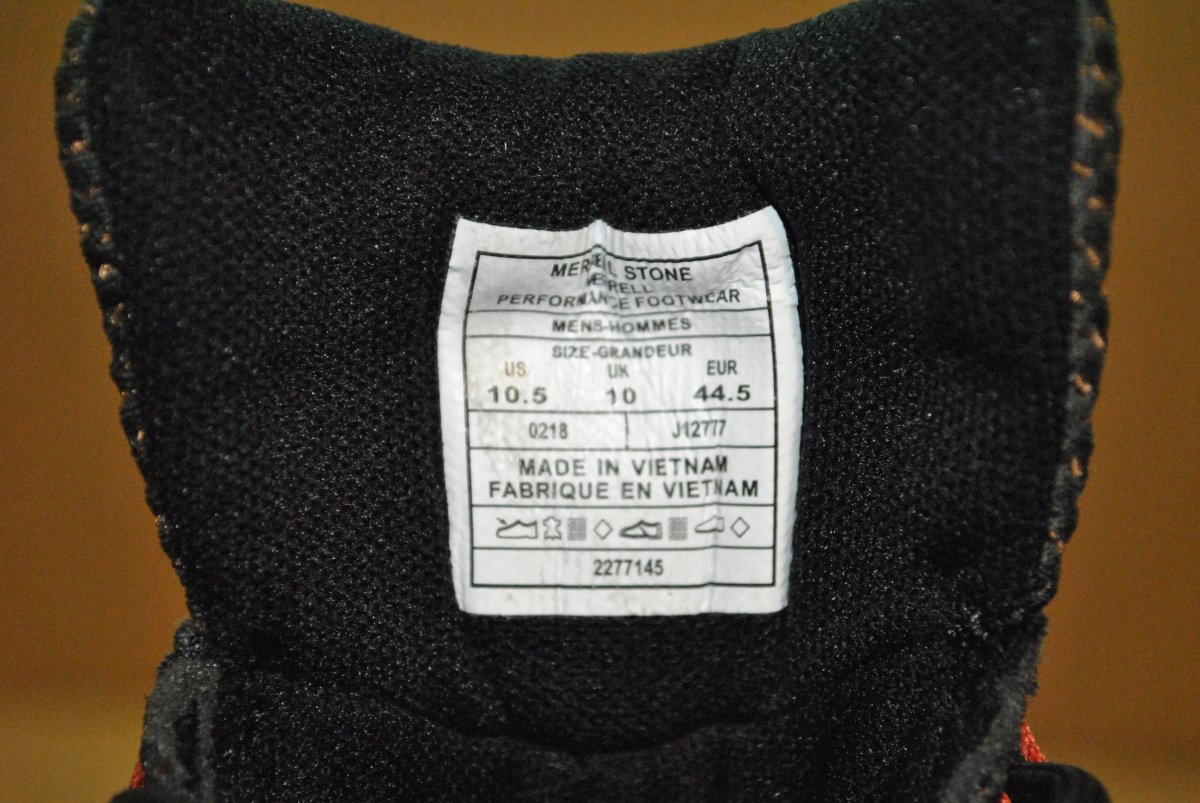 MERRELL STONE
MERRELL
PERFORMANCE FOOTWEAR
MENS-HOMMES
SIZE-GRANDEUR
US UK EUR
10.5 10 44.5
0218 J12777
MADE IN VIETNAM
FABRIQUE EN VIETNAM
2277145